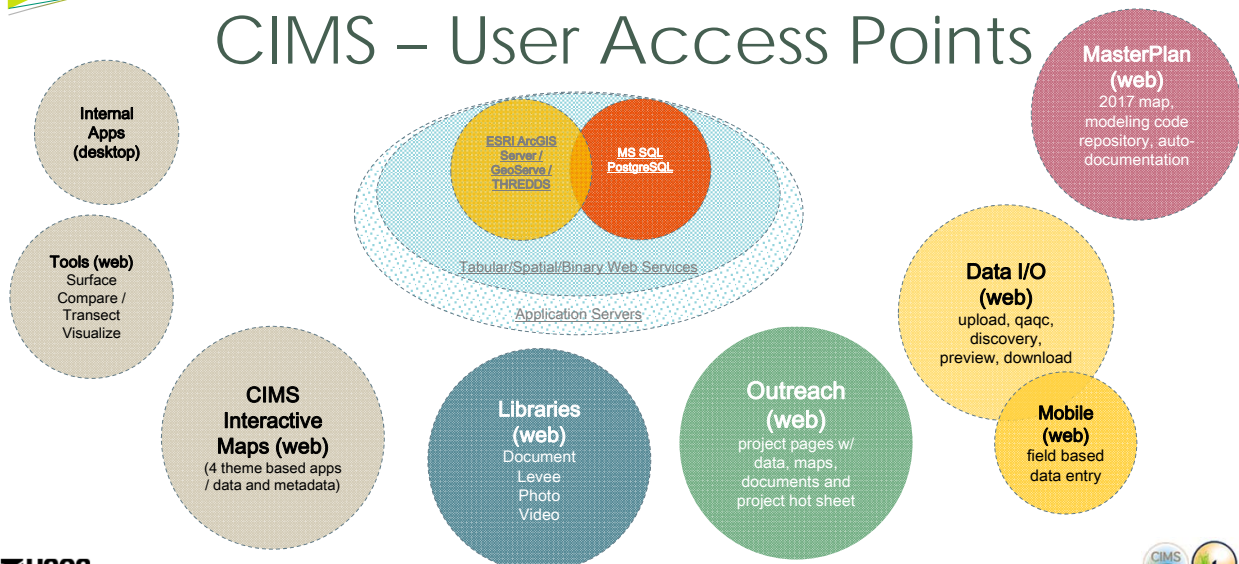 CIMS – User Access Points
Internal
Apps
(desktop)
ESRI ArcGIS
Server /
GeoServe /
THREDDS
MS SQL
PostgreSQL
Tabular/Spatial/Binary Web Services
Application Servers
MasterPlan
(web)
2017 map,
modeling code
repository, auto-
documentation
Tools (web)
Surface
Compare /
Transect
Visualize
Data I/O
(web)
upload, qaqc,
discovery,
preview, download
CIMS
Interactive
Maps (web)
(4 theme based apps
/ data and metadata)
Libraries
(web)
Document
Levee
Photo
Video
Outreach
(web)
project pages w/
data, maps,
documents and
project hot sheet
Mobile
(web)
field based
data entry
CIMS